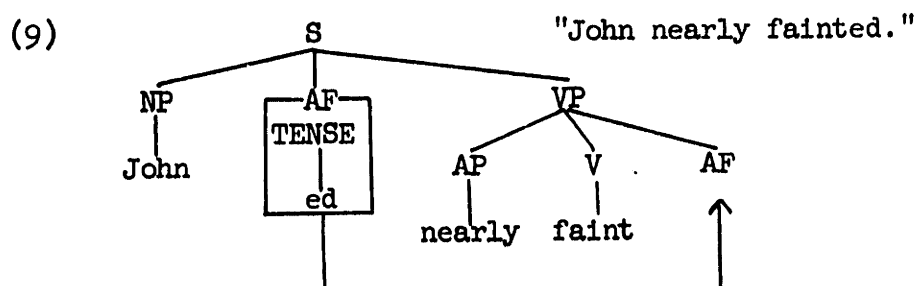 (9) S "John nearly fainted."
NP AF VP
TENSE
John AP V AF
ed
nearly faint